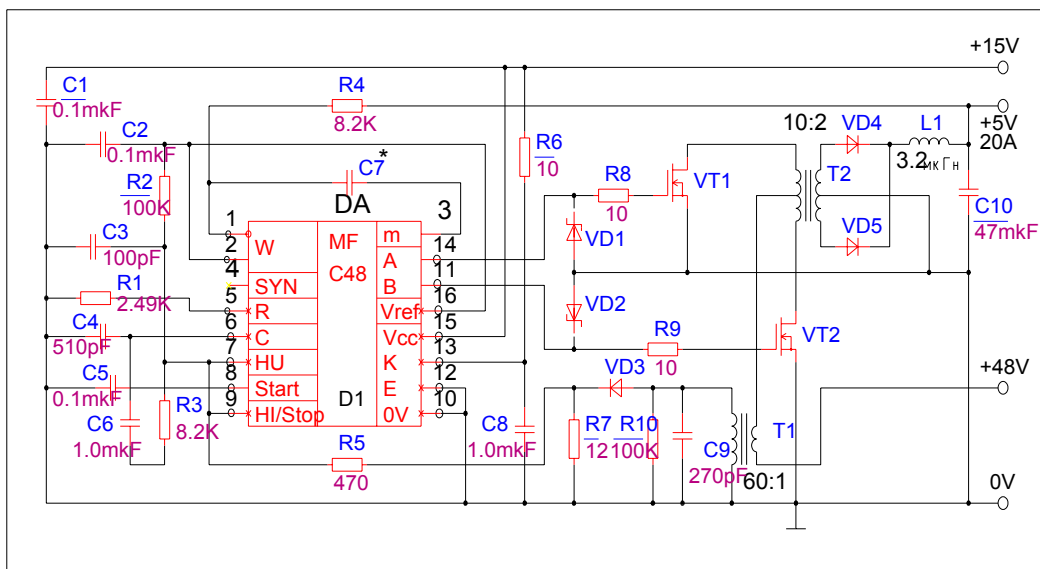 +15V
C1
0.1mkF
R4
8.2K
+5V
20A
C2
0.1mkF
10:2
VD4
L1
3.2 мкГн
R6
10
C7
*
R2
100K
DA
VT1
R8
10
T2
C10
47mkF
1
3
W
MF
C48
m
2
14
A
VD1
C3
100pF
4
11
SYN
B
VD5
R1
2.49K
5
16
R
Vref
VD2
C4
510pF
6
15
C
Vcc
R9
10
VT2
7
13
HU
K
VD3
+48V
C5
0.1mkF
8
12
Start
E
D1
9
10
HI/Stop
0V
C6
1.0mkF
R3
8.2K
R5
470
C8
1.0mkF
R7
12
R10
100K
C9
270pF
T1
60:1
0V